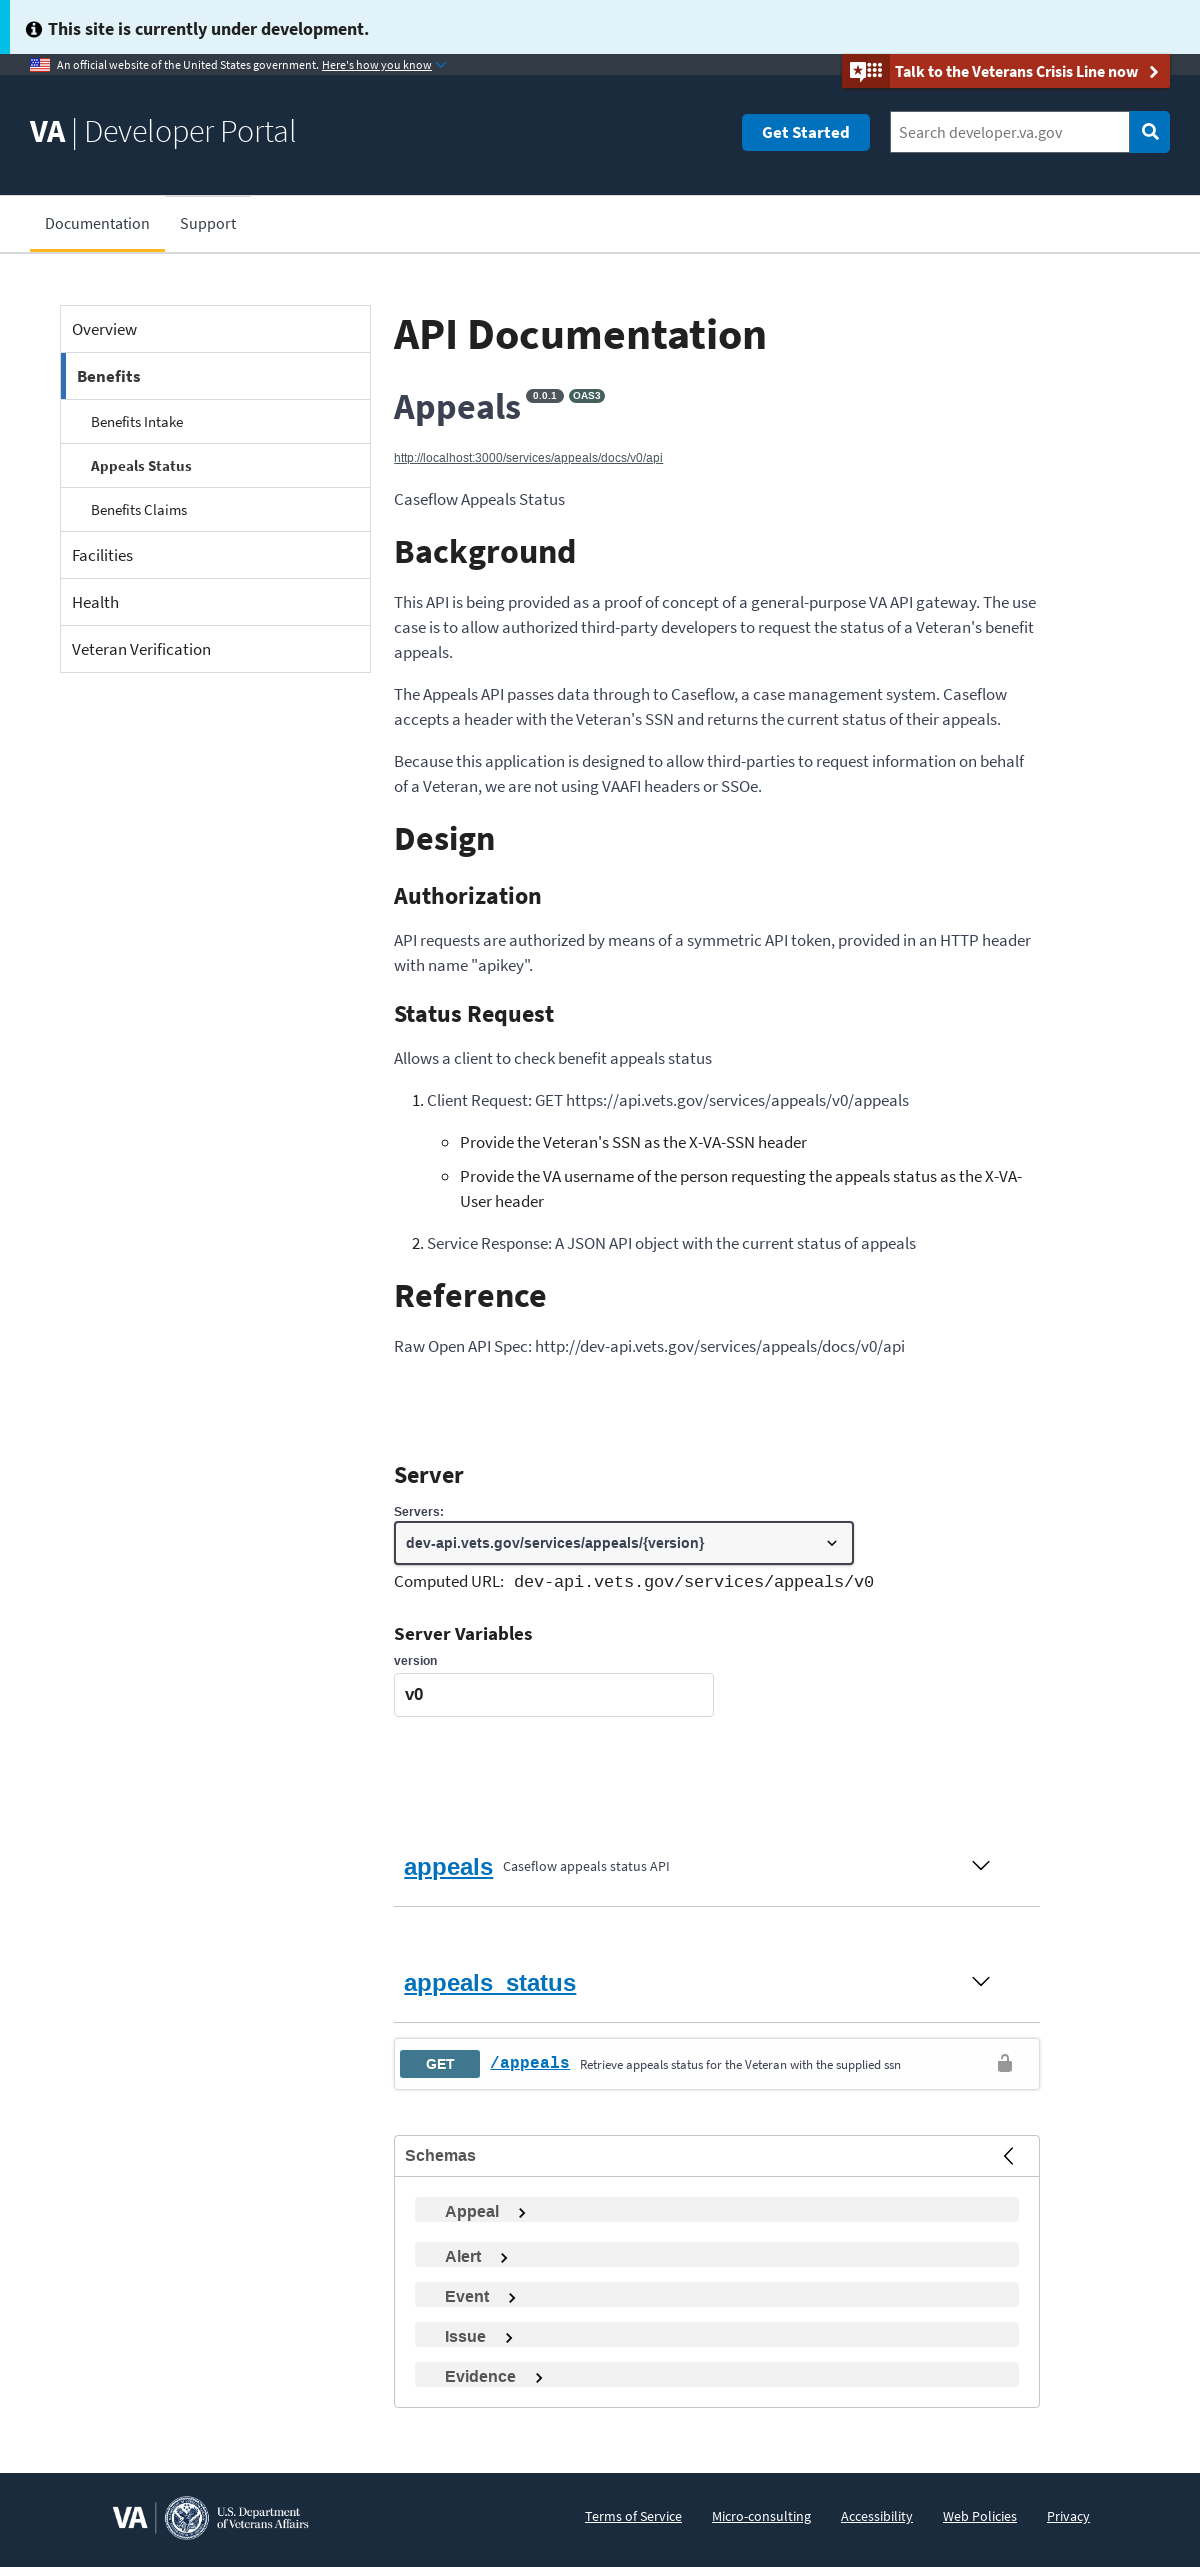 This site is currently under development.
An official website of the United States government. Here's how you know
Talk to the Veterans Crisis Line now
VA | Developer Portal
Get Started
Search developer.va.gov
Documentation
Support
Overview
Benefits
Benefits Intake
Appeals Status
Benefits Claims
Facilities
Health
Veteran Verification
API Documentation
Appeals 0.0.1 OAS3
http://localhost:3000/services/appeals/docs/v0/api
Caseflow Appeals Status
Background
This API is being provided as a proof of concept of a general-purpose VA API gateway. The use
case is to allow authorized third-party developers to request the status of a Veteran's benefit
appeals.
The Appeals API passes data through to Caseflow, a case management system. Caseflow
accepts a header with the Veteran's SSN and returns the current status of their appeals.
Because this application is designed to allow third-parties to request information on behalf
of a Veteran, we are not using VAAFI headers or SSOe.
Design
Authorization
API requests are authorized by means of a symmetric API token, provided in an HTTP header
with name "apikey".
Status Request
Allows a client to check benefit appeals status
1. Client Request: GET https://api.vets.gov/services/appeals/v0/appeals
Provide the Veteran's SSN as the X-VA-SSN header
Provide the VA username of the person requesting the appeals status as the X-VA-
User header
2. Service Response: A JSON API object with the current status of appeals
Reference
Raw Open API Spec: http://dev-api.vets.gov/services/appeals/docs/v0/api
Server
Servers:
dev-api.vets.gov/services/appeals/{version}
Computed URL: dev-api.vets.gov/services/appeals/v0
Server Variables
version
v0
appeals Caseflow appeals status API
appeals_status
GET /appeals Retrieve appeals status for the Veteran with the supplied ssn
Schemas
Appeal
Alert
Event
Issue
Evidence
VA
U.S. Department
of Veterans Affairs
Terms of Service
Micro-consulting
Accessibility
Web Policies
Privacy